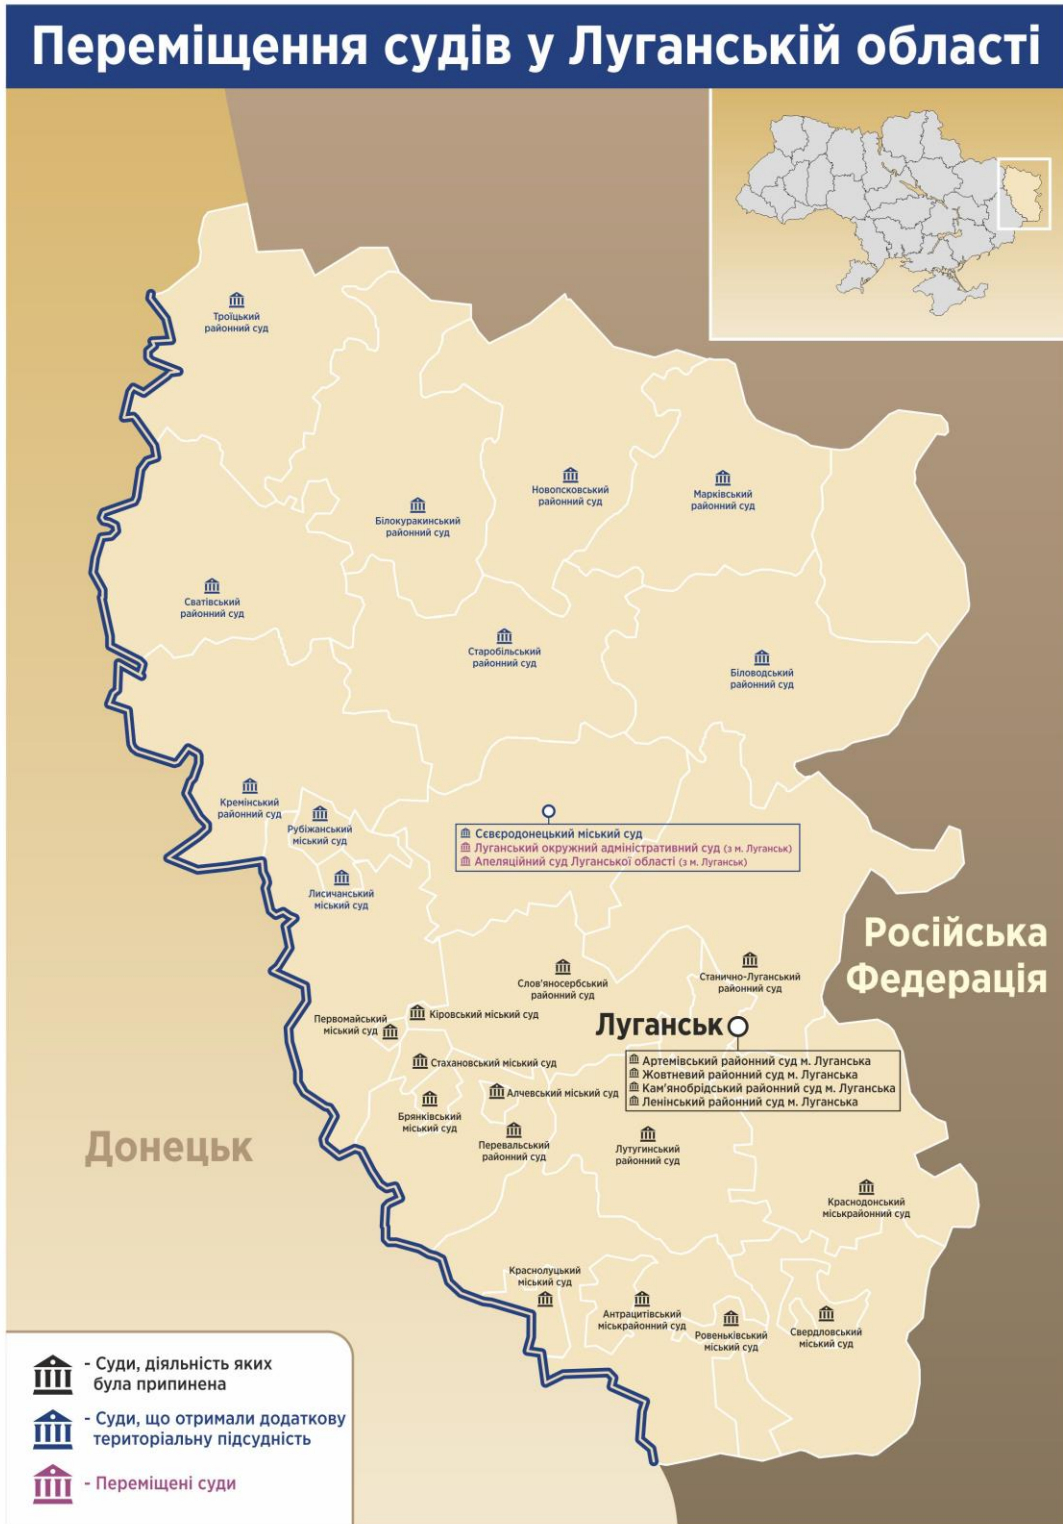 Переміщення судів у Луганській області
Троїцький
районний суд
Новопсковський
районний суд
Марківський
районний суд
Білокуракинський
районний суд
Сватівський
районний суд
Старобільський
районний суд
Біловодський
районний суд
Кремінський
районний суд
Рубіжанський
міський суд
Сєвєродонецький міський суд
Луганський окружний адміністративний суд (з м. Луганськ)
Апеляційний суд Луганської області (з м. Луганськ)
Лисичанський
міський суд
Російська
Федерація
Слов'яносербський
районний суд
Станично-Луганський
районний суд
Кіровський міський суд
Первомайський
міський суд
Луганськ
Артемівський районний суд м. Луганська
Жовтневий районний суд м. Луганська
Кам'янобрідський районний суд м. Луганська
Ленінський районний суд м. Луганська
Стахановський міський суд
Алчевський міський суд
Брянківський
міський суд
Перевальський
районний суд
Лутугинський
районний суд
Донецьк
Краснодонський
міськрайонний суд
Краснолуцький
міський суд
Антрацитівський
міськрайонний суд
Ровеньківський
міський суд
Свердловський
міський суд
- Суди, діяльність яких
була припинена
- Суди, що отримали додаткову
територіальну підсудність
- Переміщені суди